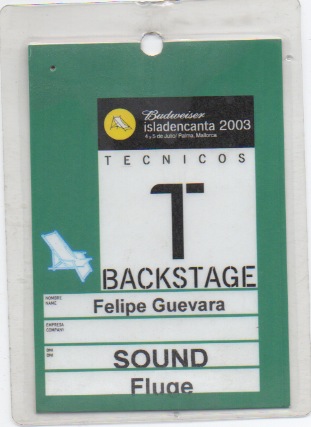 Budweiser
isladencanta 2003
4 y 5 de Julio/ Palma, Mallorca
TECNICOS
T
BACKSTAGE
NOMBRE
NAME
Felipe Guevara
EMPRESA
COMPANY
SOUND
Fluge